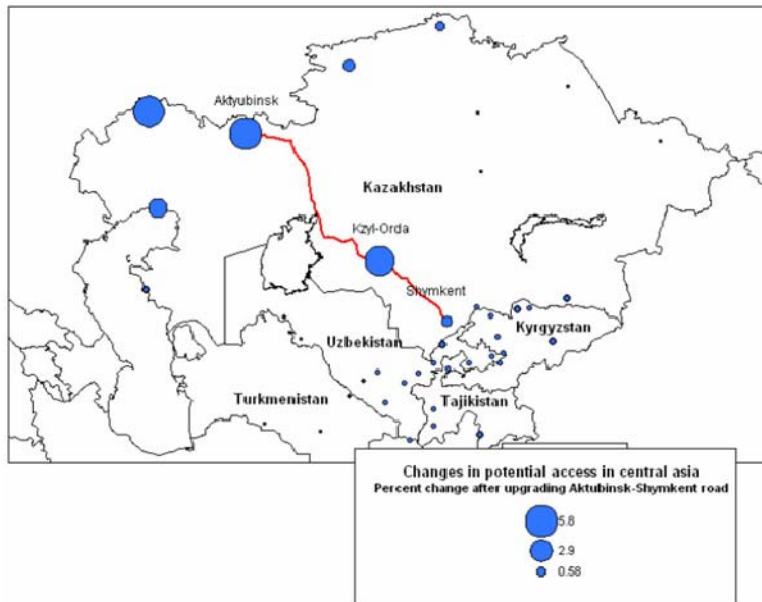 Aktyubinsk
Kazakhstan
Kzyl-Orda
Shymkent
Kyrgyzstan
Uzbekistan
Turkmenistan
Tajikistan
Changes in potential access in central asia
Percent change after upgrading Aktubinsk-Shymkent road
5.8
2.9
0.58